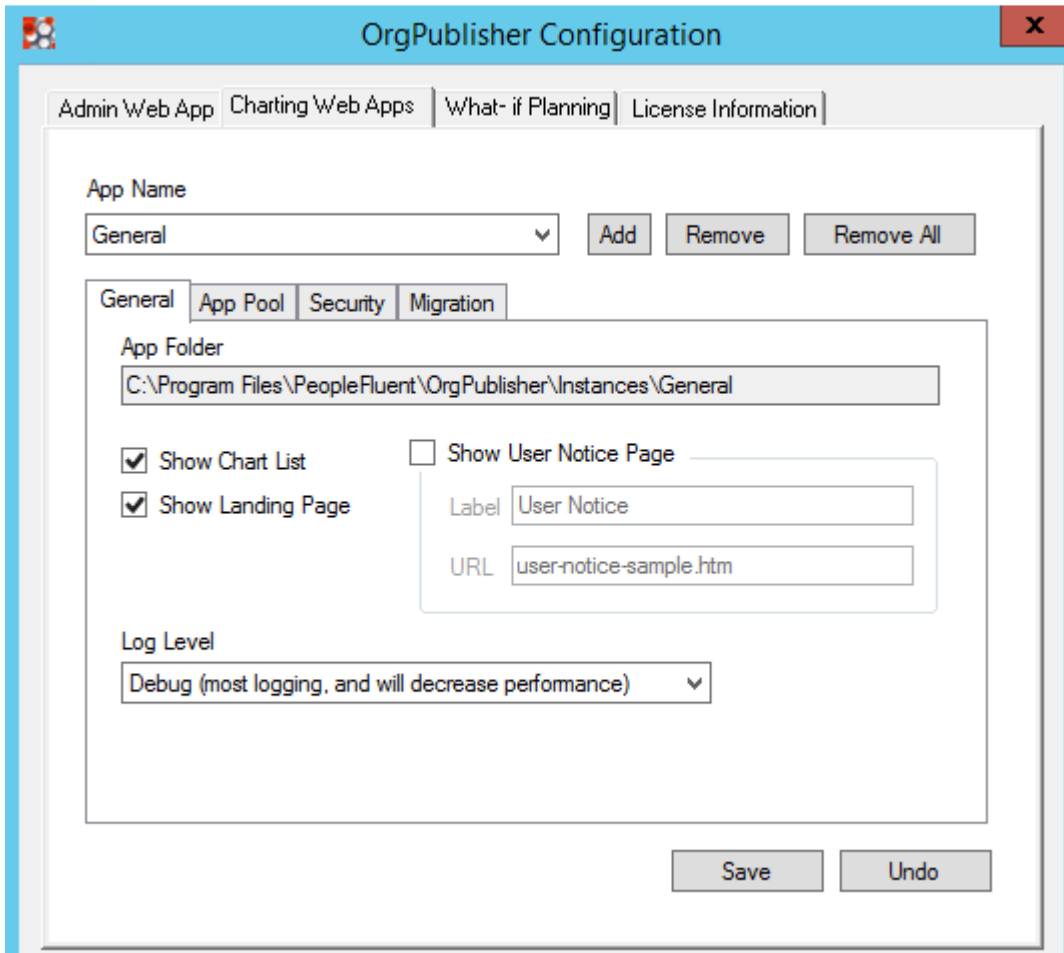 OrgPublisher Configuration
x
Admin Web App Charting Web Apps What- if Planning License Information
App Name
General Add Remove Remove All
General App Pool Security Migration
App Folder
C:\Program Files\PeopleFluent\OrgPublisher\Instances\General
Show Chart List Show User Notice Page
Show Landing Page Label User Notice
URL user-notice-sample.htm
Log Level
Debug (most logging, and will decrease performance)
Save Undo